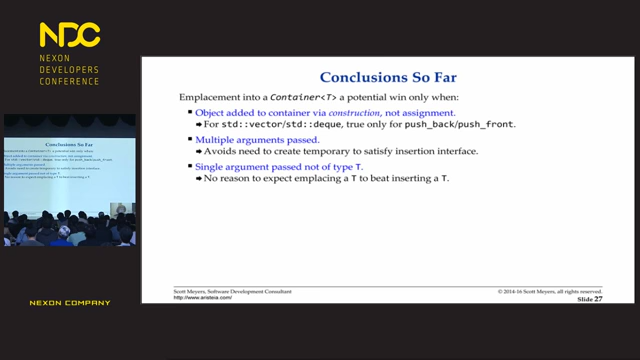 NDC
NEXON
DEVELOPERS
CONFERENCE
Conclusions So Far
Emplacement into a Container<T> a potential win only when:
▪ Object added to container via construction, not assignment.
➡ For std::vector/std::deque, true only for push_back/push_front.
▪ Multiple arguments passed.
➡ Avoids need to create temporary to satisfy insertion interface.
▪ Single argument passed not of type T.
➡ No reason to expect emplacing a T to beat inserting a T.
Scott Meyers, Software Development Consultant
http://www.aristeia.com/
© 2014-16 Scott Meyers, all rights reserved.
Slide 27
Conclusions So Far
NEXON COMPANY